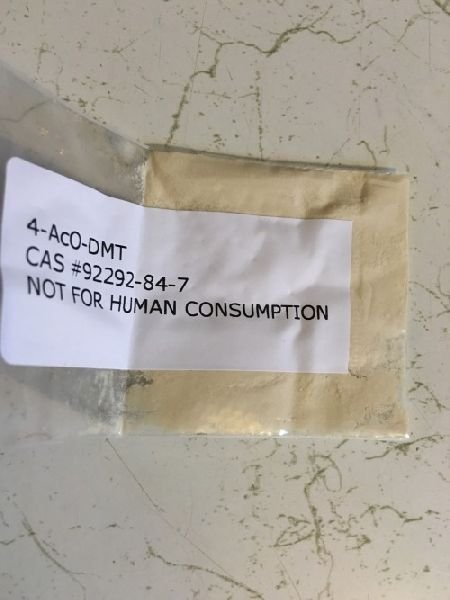 4-AcO-DMT
CAS #92292-84-7
NOT FOR HUMAN CONSUMPTION